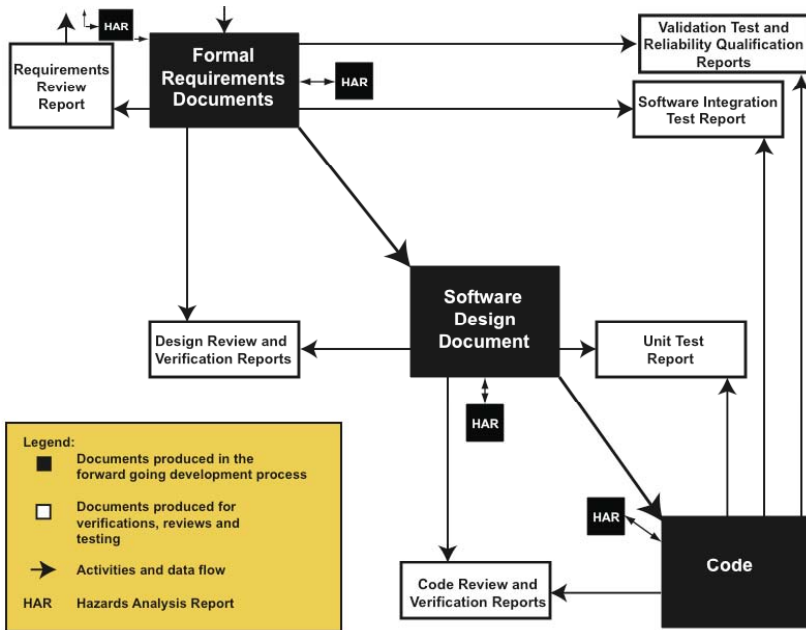 HAR
Formal
Requirements
Documents
Validation Test and
Reliability Qualification
Reports
Requirements
Review
Report
HAR
Software Integration
Test Report
Software
Design
Document
Design Review and
Verification Reports
Unit Test
Report
HAR
Legend:
Documents produced in the
forward going development process
Documents produced for
verifications, reviews and
testing
Activities and data flow
HAR Hazards Analysis Report
HAR
Code
Code Review and
Verification Reports